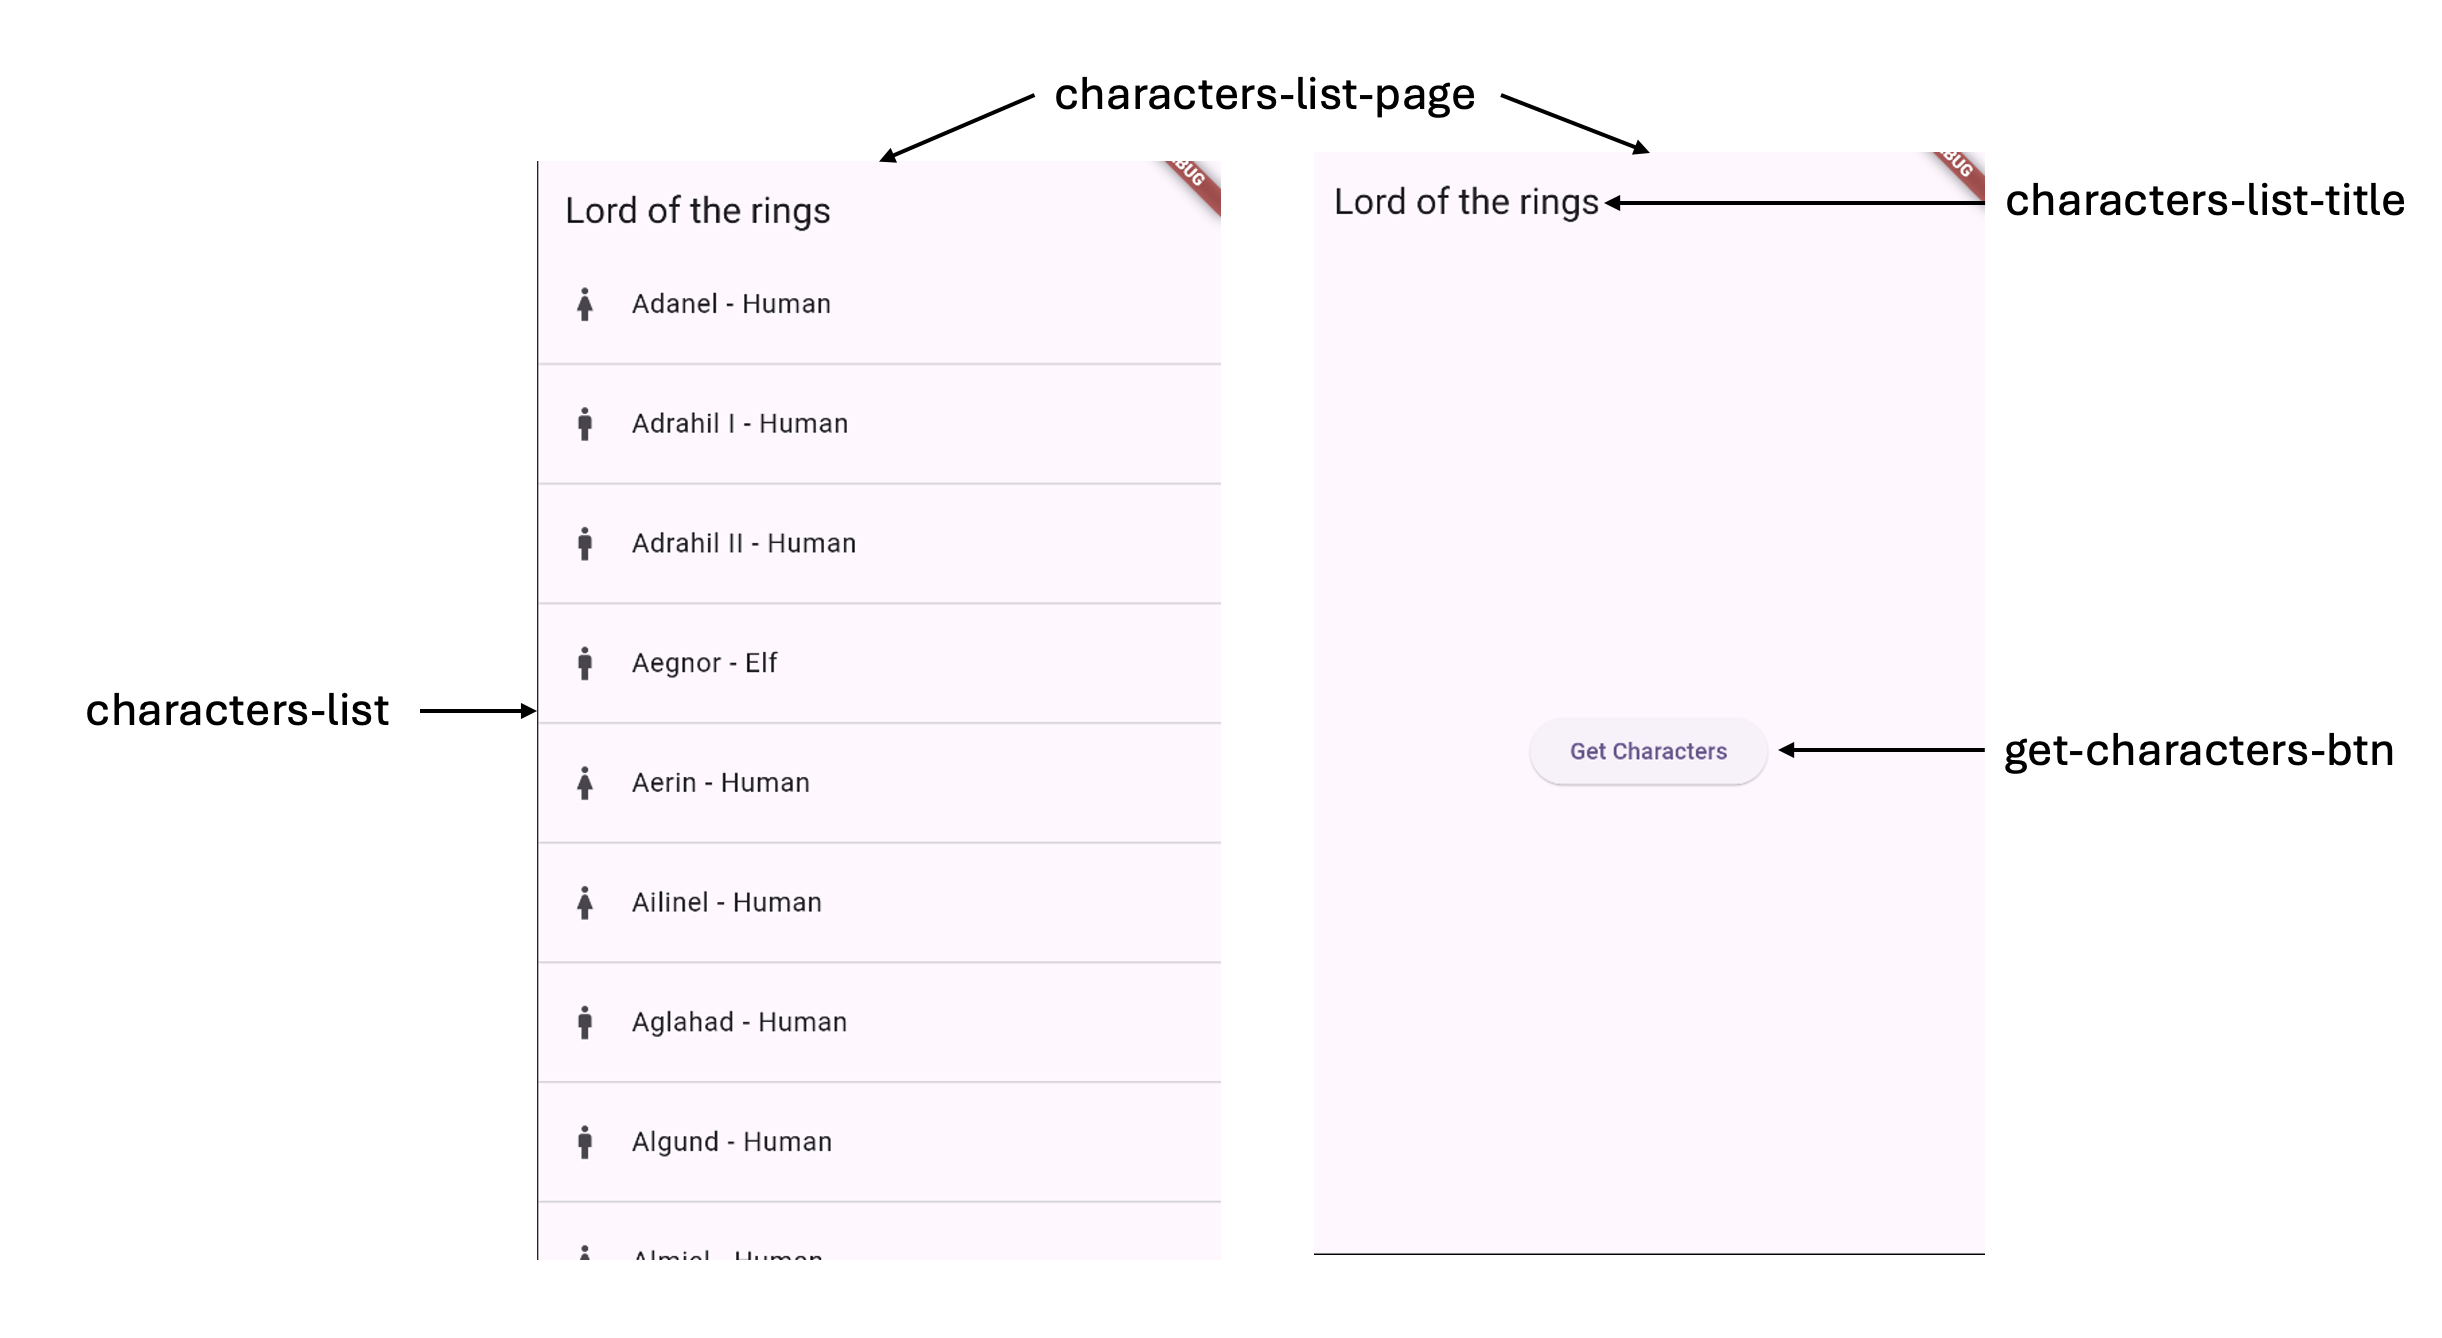 characters-list-page
BUG
Lord of the rings
Adanel - Human
Adrahil I - Human
Adrahil II - Human
Aegnor - Elf
Aerin - Human
Ailinel - Human
Aglahad - Human
Algund - Human
characters-list
BUG
Lord of the rings
characters-list-title
Get Characters
get-characters-btn